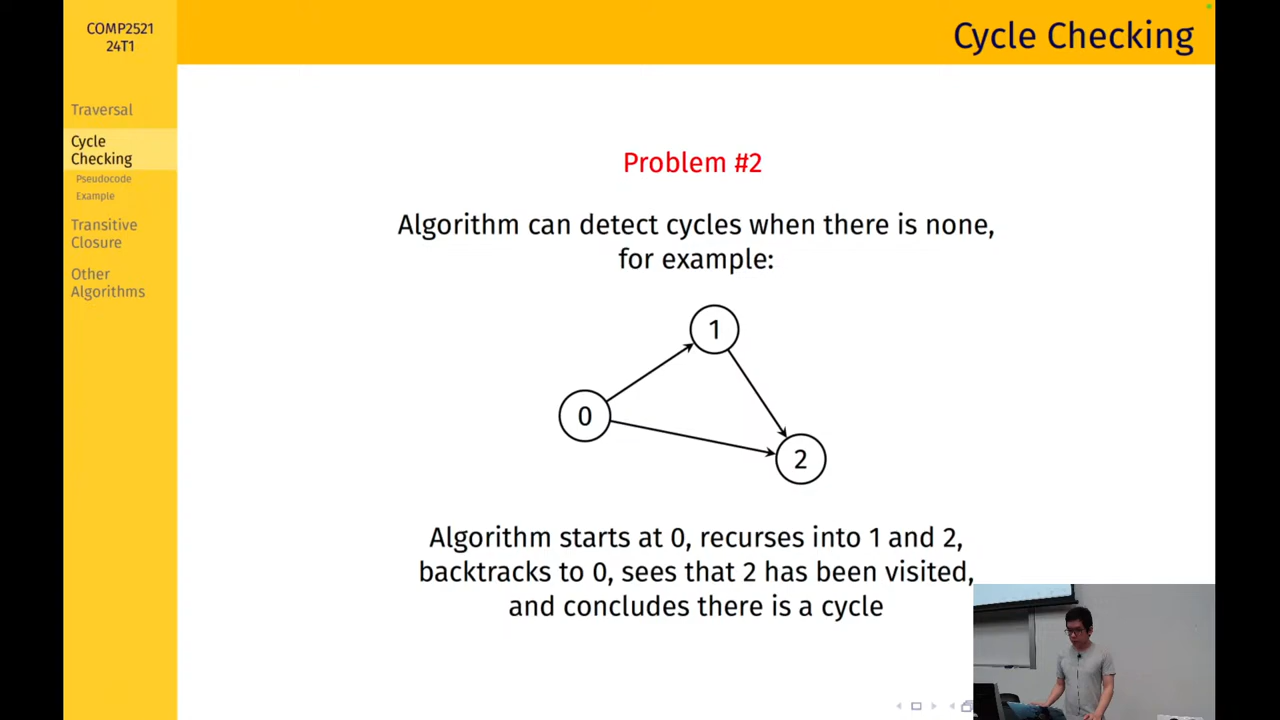 COMP2521
24T1
Cycle Checking
Traversal
Cycle
Checking
Pseudocode
Example
Transitive
Closure
Other
Algorithms
Problem #2
Algorithm can detect cycles when there is none,
for example:
1
0
2
Algorithm starts at 0, recurses into 1 and 2,
backtracks to 0, sees that 2 has been visited,
and concludes there is a cycle